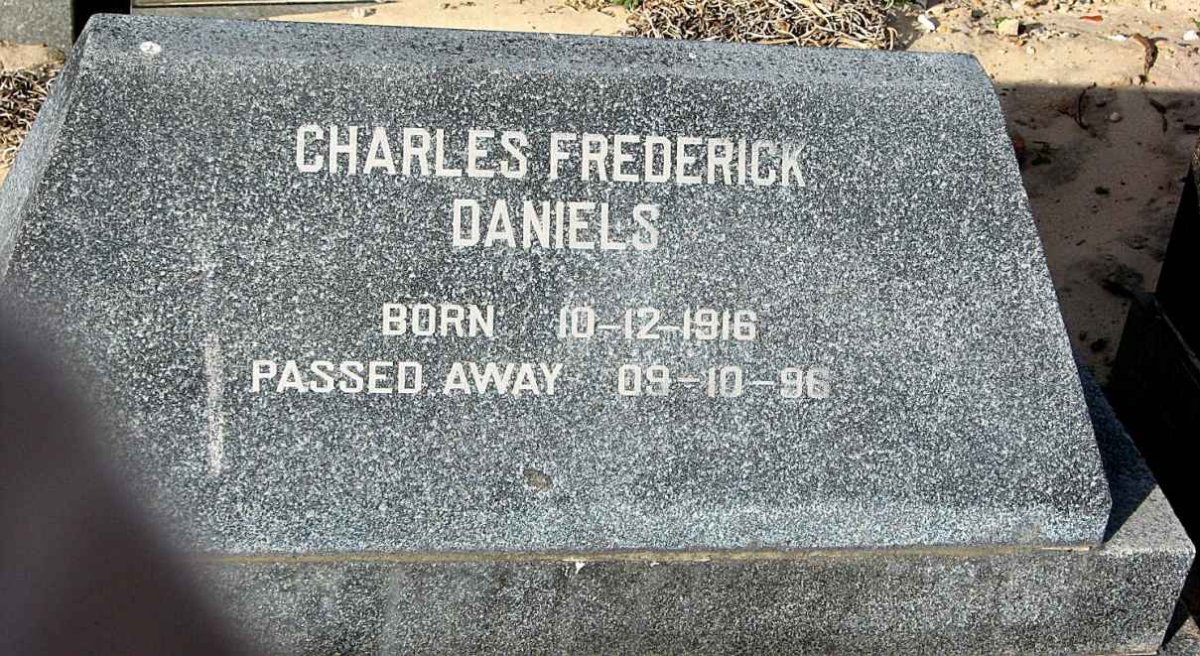 CHARLES FREDERICK
DANIELS
BORN 10-12-1916
PASSED AWAY 09-10-96